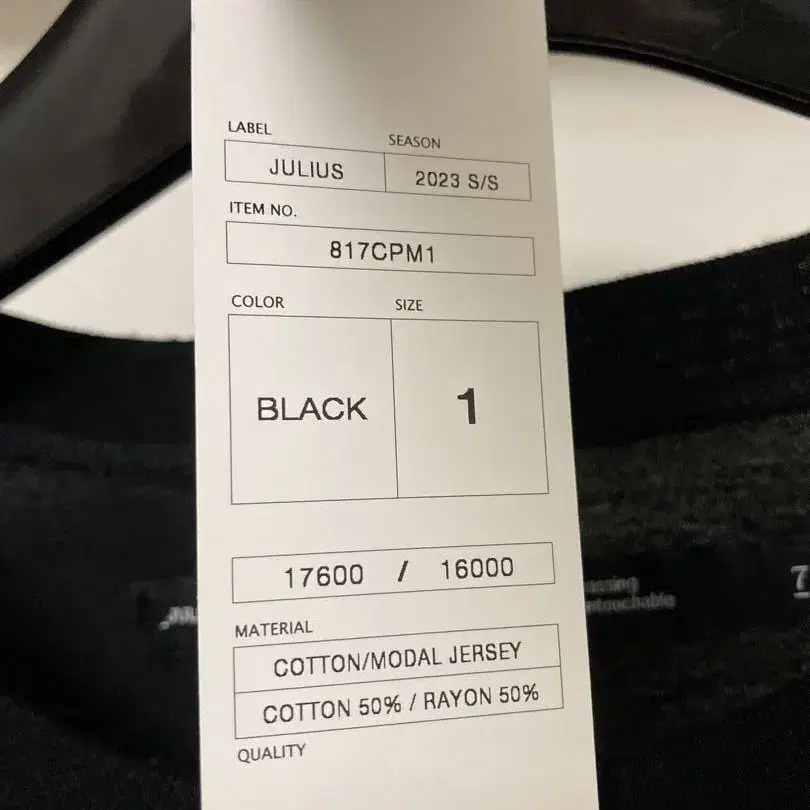 LABEL SEASON
JULIUS 2023 S/S
ITEM NO.
817CPM1
COLOR SIZE
BLACK 1
17600 / 16000
MATERIAL
COTTON/MODAL JERSEY
COTTON 50% / RAYON 50%
QUALITY
7